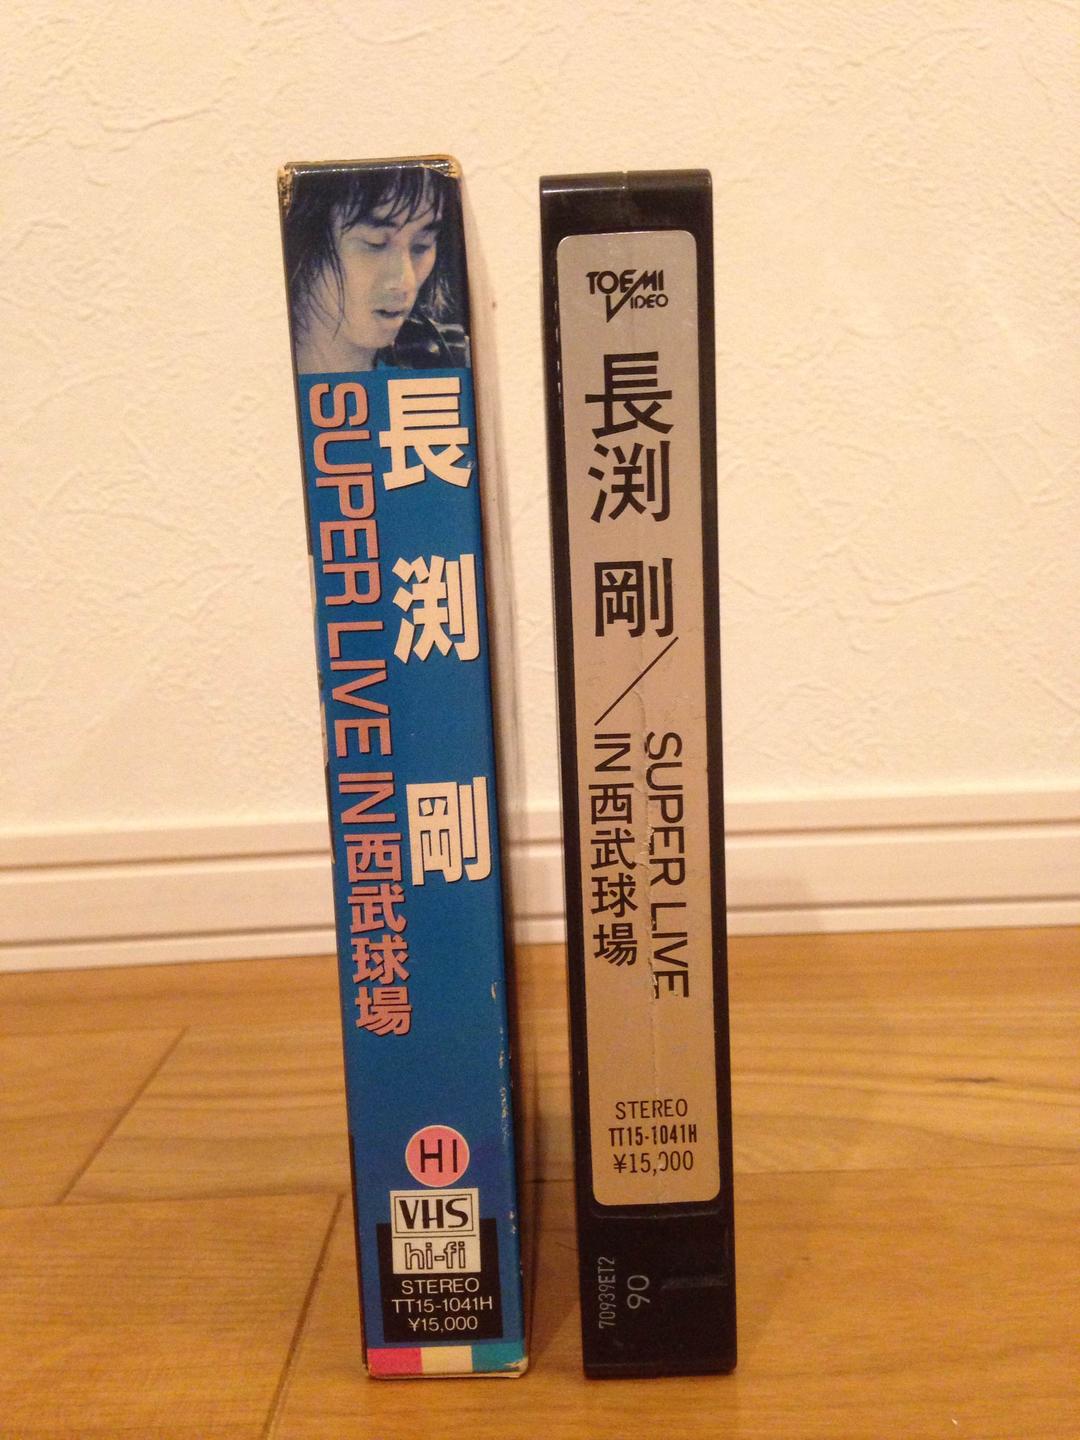 長渕剛
SUPER LIVE IN 西武球場
HI
VHS
hi-fi
STEREO
TT15-1041H
¥15,000
TOEMI
VIDEO
長渕 剛／
SUPER LIVE
IN 西武球場
STEREO
TT15-1041H
¥15,000
70939ET2
90